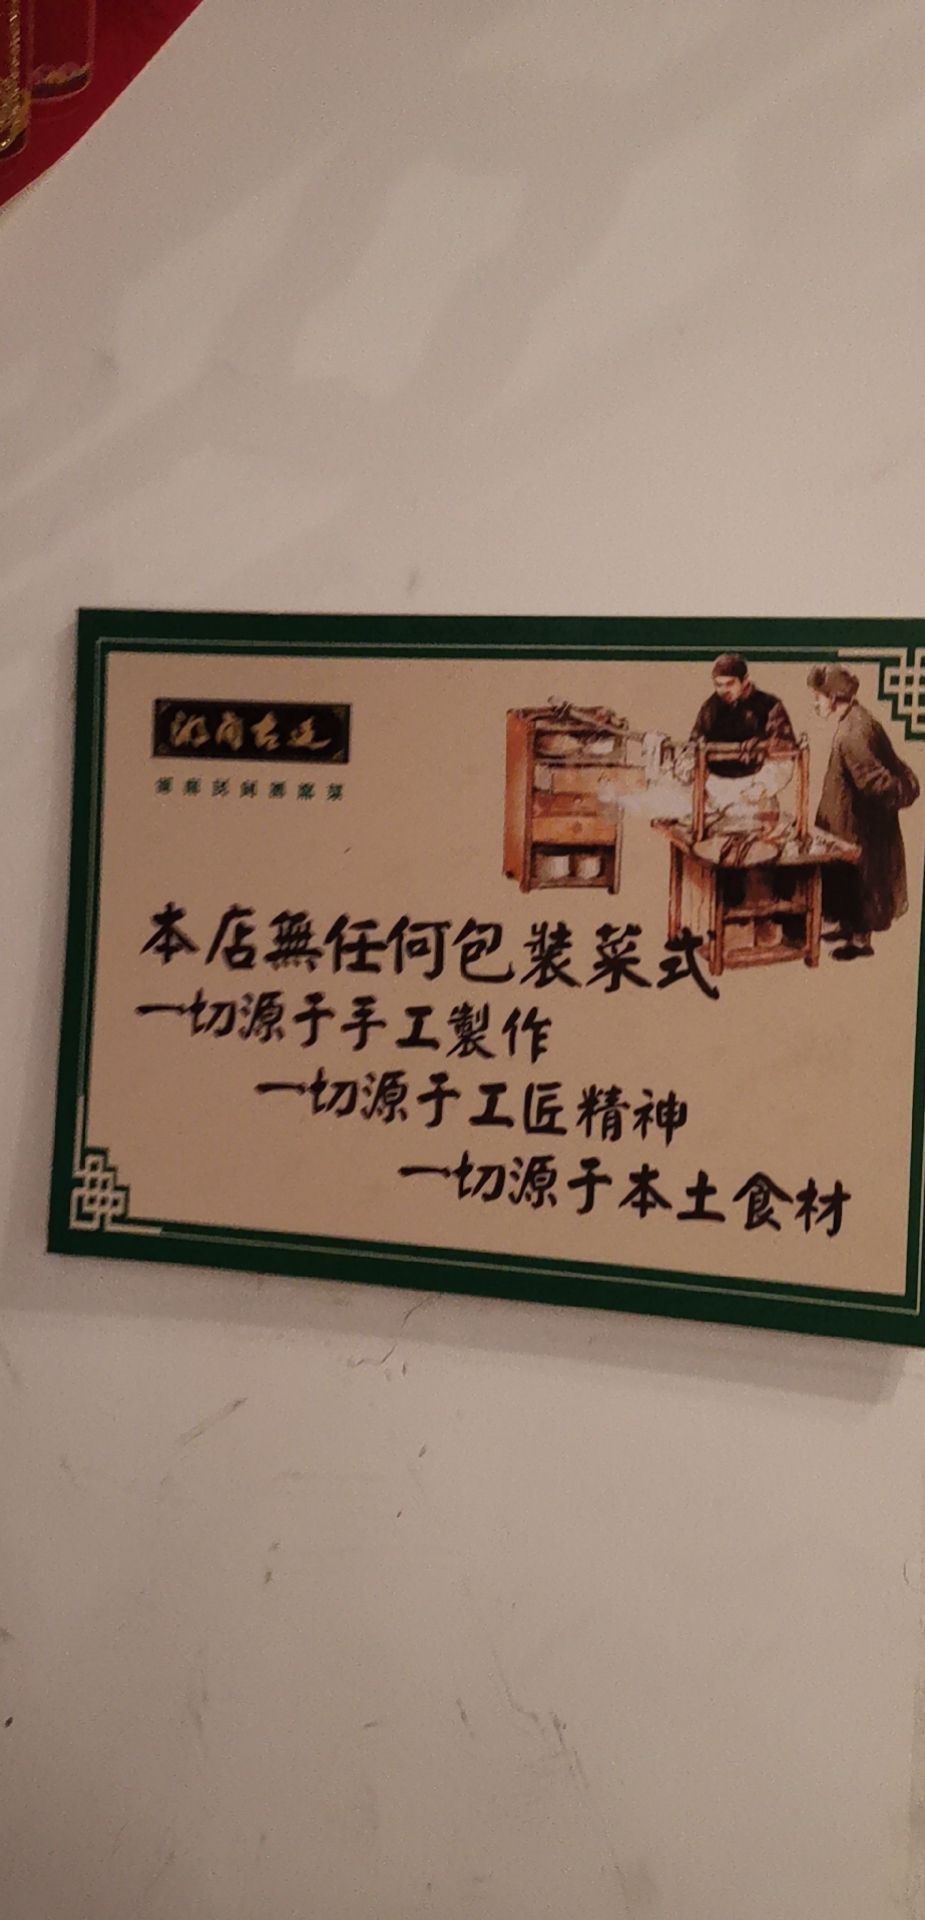 本店無任何包裝菜式
一切源于手工製作
一切源于工匠精神
一切源于本土食材